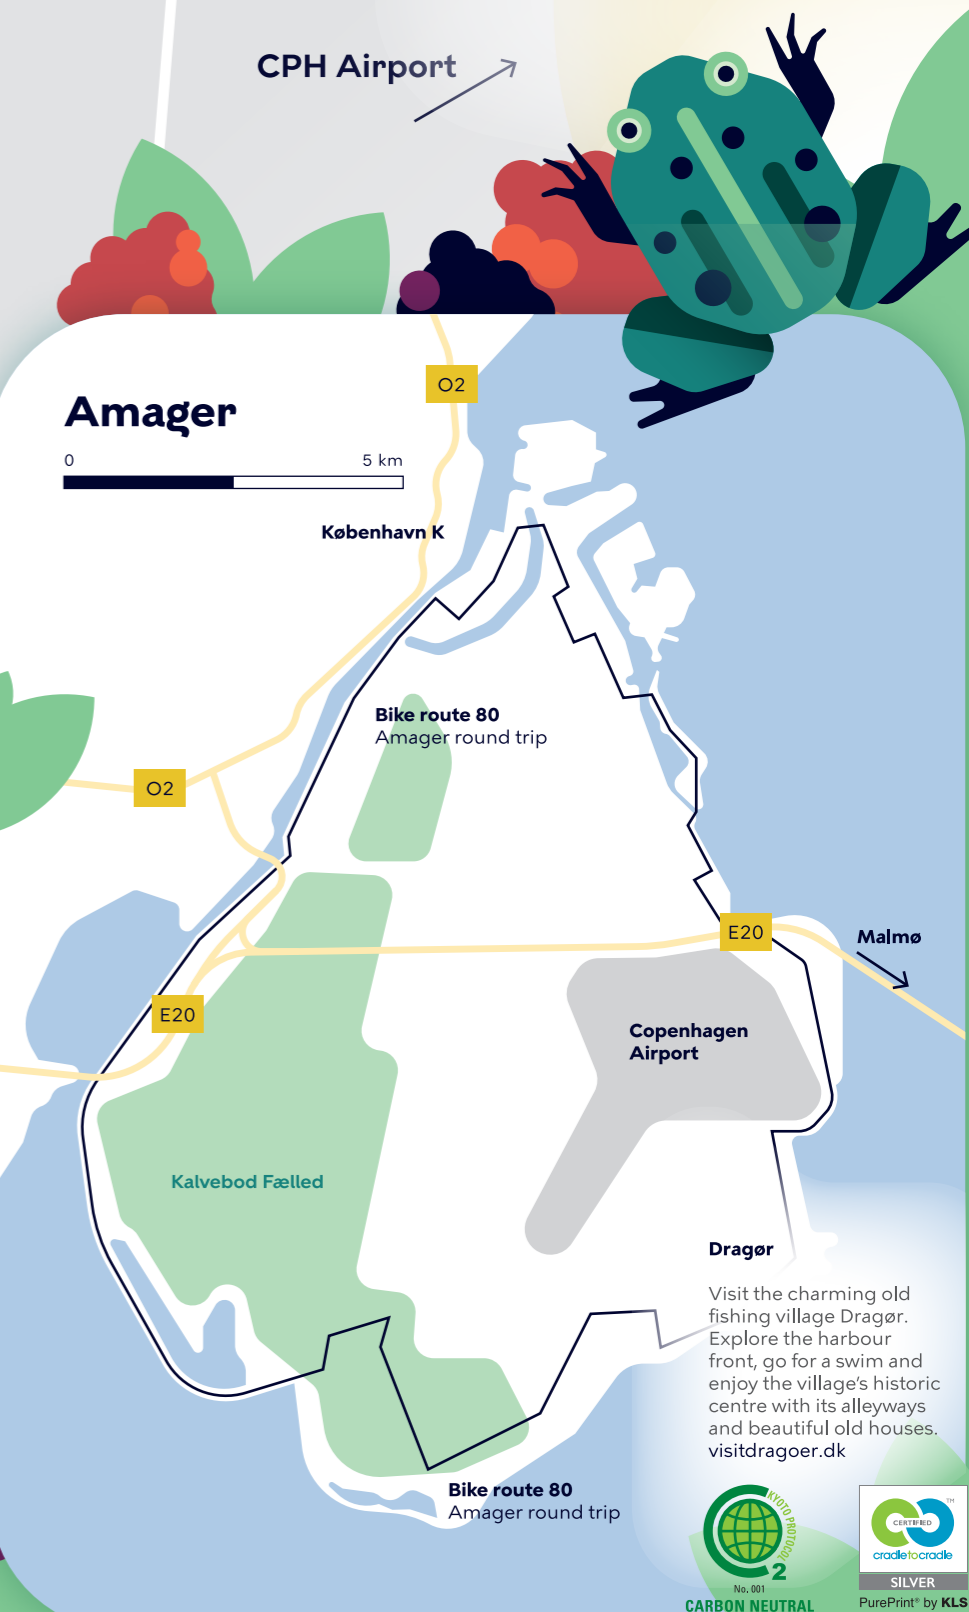 CPH Airport
Amager
0 5 km
O2
København K
Bike route 80
Amager round trip
O2
E20
Malmø
E20
Copenhagen
Airport
Kalvebod Fælled
Dragør
Visit the charming old
fishing village Dragør.
Explore the harbour
front, go for a swim and
enjoy the village's historic
centre with its alleyways
and beautiful old houses.
visitdragoer.dk
Bike route 80
Amager round trip
KYOTO PROTOCOL
2
No. 001
CARBON NEUTRAL
TM
CERTIFIED
cradletocradle
SILVER
PurePrint® by KLS